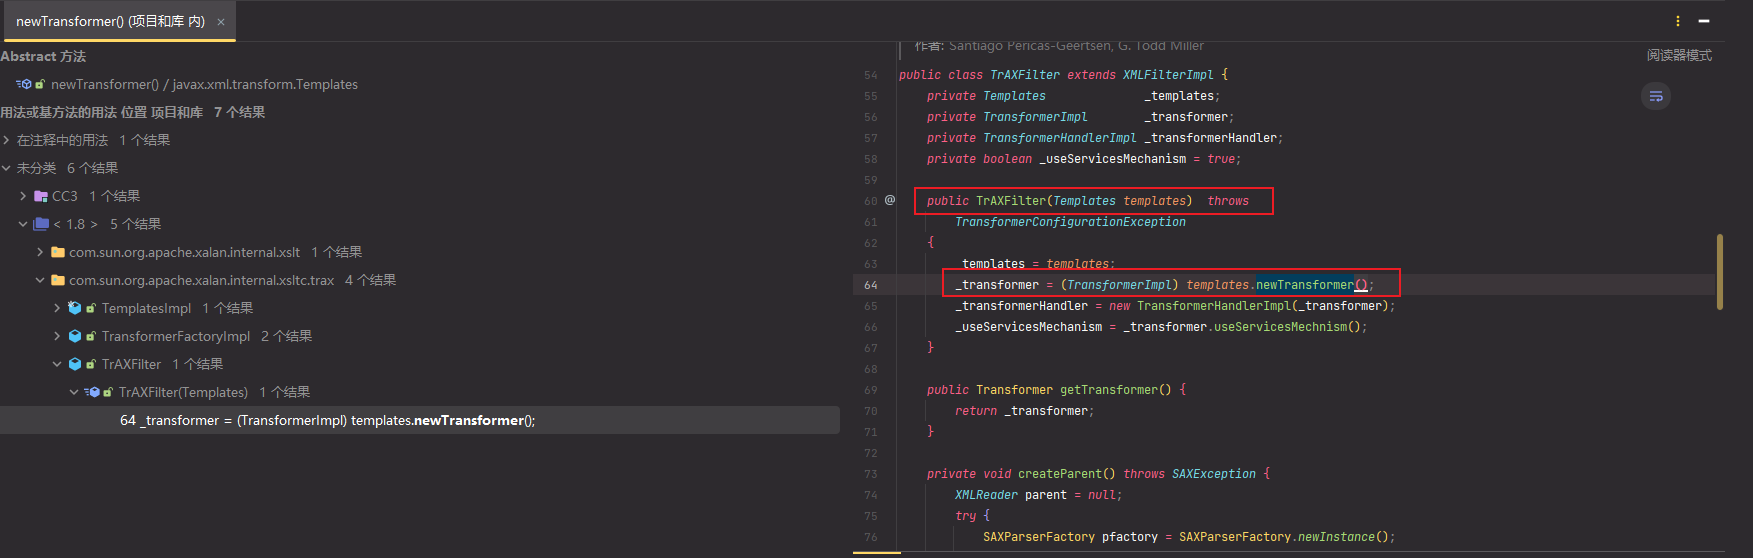 newTransformer() (项目和库 内) ×
Abstract 方法
newTransformer() / javax.xml.transform.Templates
用法或基方法的用法 位置 项目和库 7 个结果
在注释中的用法 1 个结果
未分类 6 个结果
CC3 1 个结果
< 1.8 > 5 个结果
com.sun.org.apache.xalan.internal.xslt 1 个结果
com.sun.org.apache.xalan.internal.xsltc.trax 4 个结果
TemplatesImpl 1 个结果
TransformerFactoryImpl 2 个结果
TrAXFilter 1 个结果
TrAXFilter(Templates) 1 个结果
64 _transformer = (TransformerImpl) templates.newTransformer();
作者: Santiago Pericas-Geertsen, G. Todd Miller
阅读器模式
54 public class TrAXFilter extends XMLFilterImpl {
55 private Templates _templates;
56 private TransformerImpl _transformer;
57 private TransformerHandlerImpl _transformerHandler;
58 private boolean _useServicesMechanism = true;
59
60 @ public TrAXFilter(Templates templates) throws
61 TransformerConfigurationException
62 {
63 _templates = templates;
64 _transformer = (TransformerImpl) templates.newTransformer();
65 _transformerHandler = new TransformerHandlerImpl(_transformer);
66 _useServicesMechanism = _transformer.useServicesMechnism();
67 }
68
69 public Transformer getTransformer() {
70 return _transformer;
71 }
72
73 private void createParent() throws SAXException {
74 XMLReader parent = null;
75 try {
76 SAXParserFactory pfactory = SAXParserFactory.newInstance();